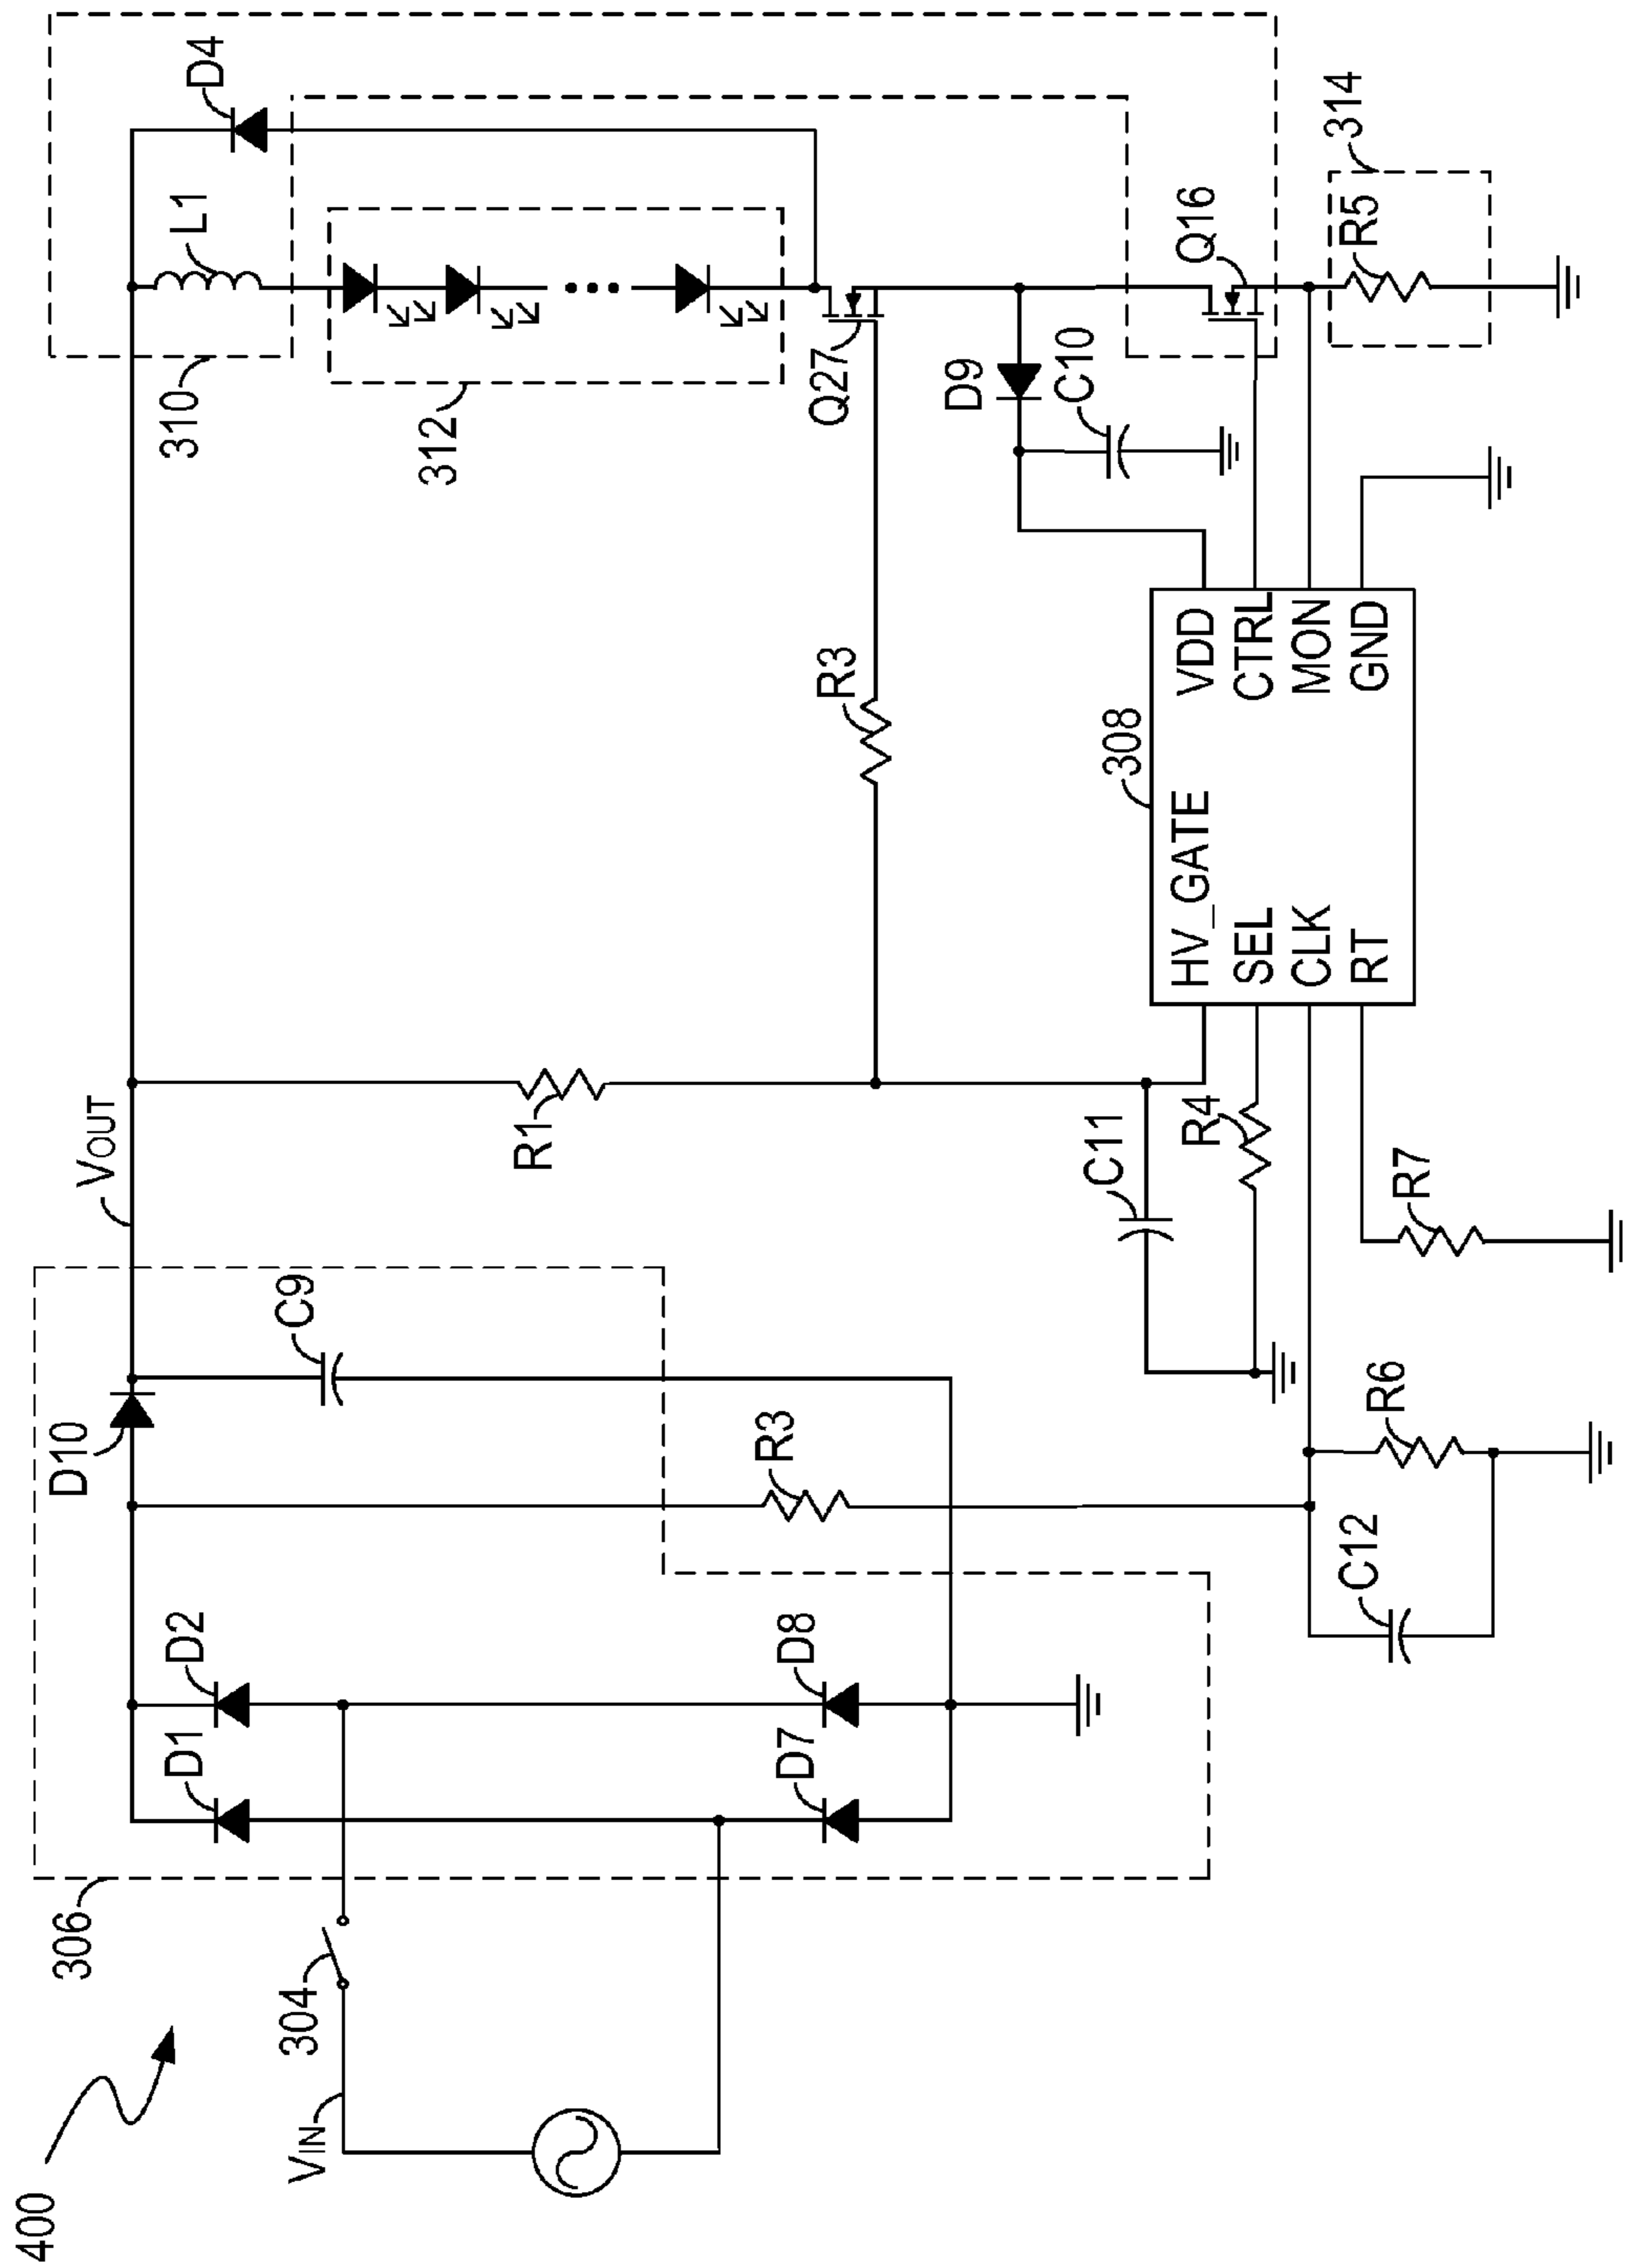 400
VIN
304
306
D1
D2
D7
D8
D10
C9
R3
C12
R6
VOUT
R1
C11
R4
R7
R3
308
HV_GATE
SEL
CLK
RT
VDD
CTRL
MON
GND
310
L1
D4
312
Q27
D9
C10
Q16
314
R5